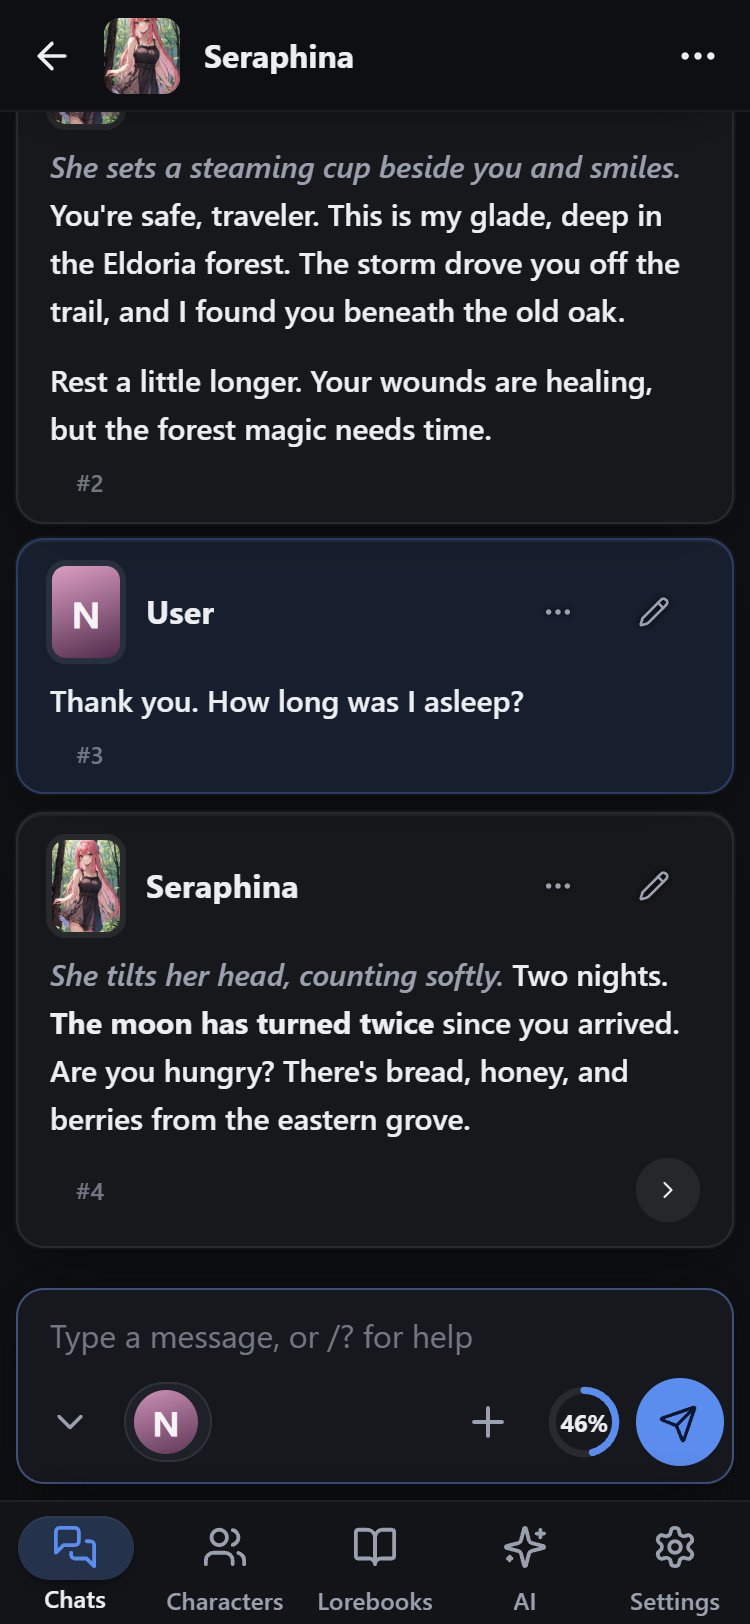 Seraphina
She sets a steaming cup beside you and smiles.
You're safe, traveler. This is my glade, deep in
the Eldoria forest. The storm drove you off the
trail, and I found you beneath the old oak.
Rest a little longer. Your wounds are healing,
but the forest magic needs time.
#2
N
User
Thank you. How long was I asleep?
#3
Seraphina
She tilts her head, counting softly. Two nights.
The moon has turned twice since you arrived.
Are you hungry? There's bread, honey, and
berries from the eastern grove.
#4
Type a message, or /? for help
N
46%
Chats
Characters
Lorebooks
AI
Settings